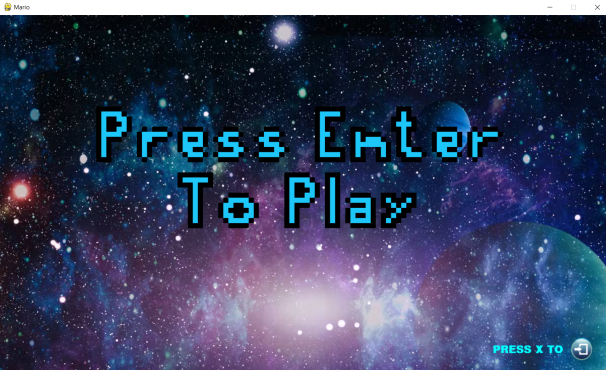 Mario
Press Enter
To Play
PRESS X TO